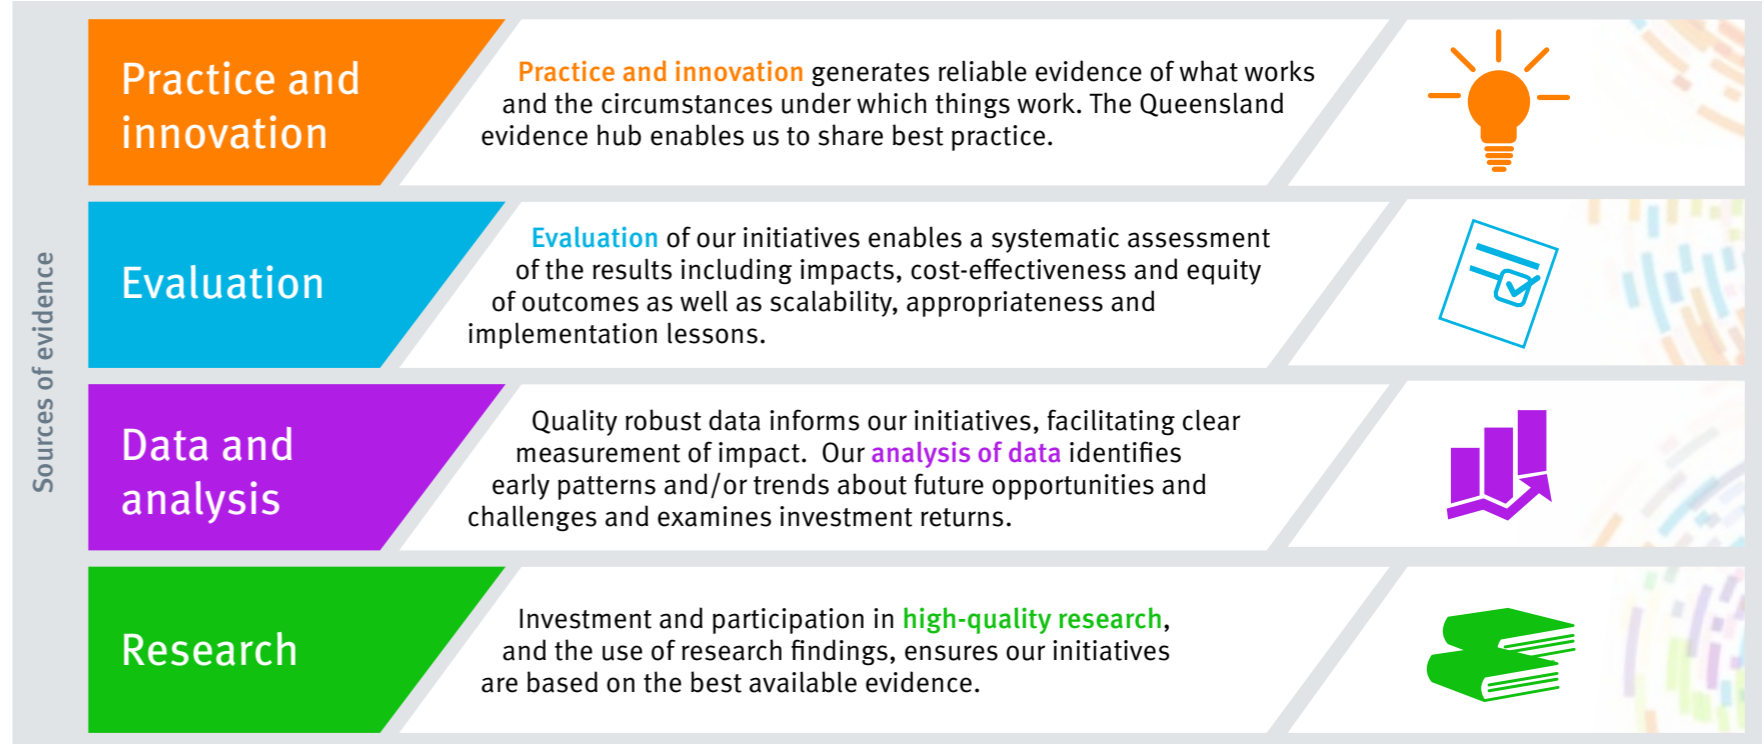 Sources of evidence
Practice and
innovation
Practice and innovation generates reliable evidence of what works
and the circumstances under which things work. The Queensland
evidence hub enables us to share best practice.
Evaluation
Evaluation of our initiatives enables a systematic assessment
of the results including impacts, cost-effectiveness and equity
of outcomes as well as scalability, appropriateness and
implementation lessons.
Data and
analysis
Quality robust data informs our initiatives, facilitating clear
measurement of impact.  Our analysis of data identifies
early patterns and/or trends about future opportunities and
challenges and examines investment returns.
Research
Investment and participation in high-quality research,
and the use of research findings, ensures our initiatives
are based on the best available evidence.